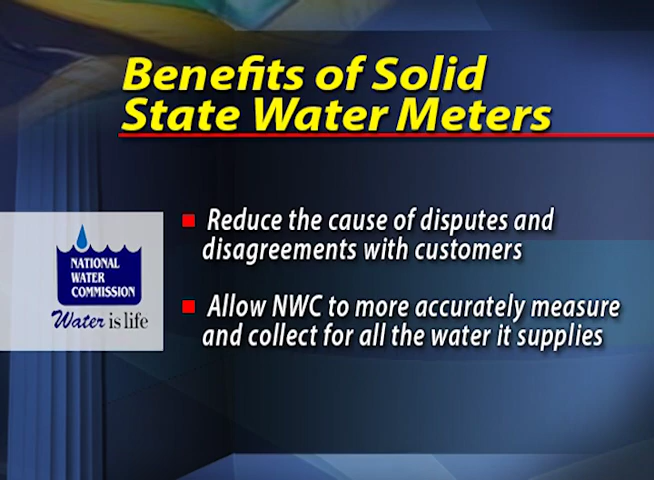 Benefits of Solid
State Water Meters
Reduce the cause of disputes and
disagreements with customers
NATIONAL
WATER
COMMISSION
Water is life
Allow NWC to more accurately measure
and collect for all the water it supplies